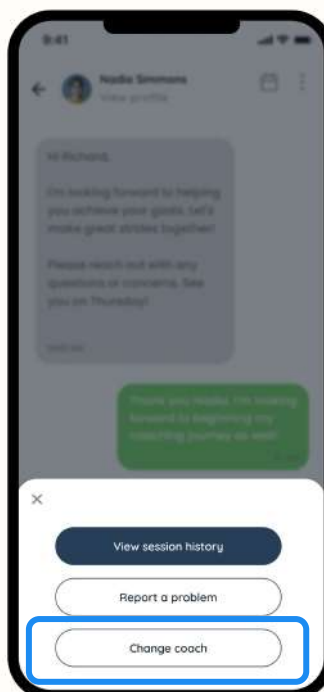 9:41
Nadia Simmons
View profile
Hi Richard,
I'm looking forward to helping
you achieve your goals. Let's
make great strides together!
Please reach out with any
questions or concerns. See
you on Thursday!
Thank you Nadia, I'm looking
forward to beginning my
coaching journey as well!
View session history
Report a problem
Change coach